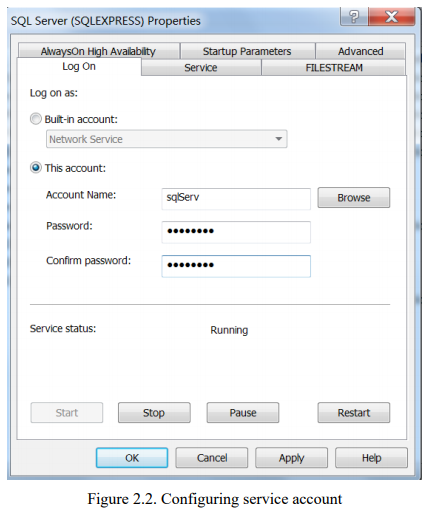 SQL Server (SQLEXPRESS) Properties
AlwaysOn High Availability Startup Parameters Advanced
Log On Service FILESTREAM
Log on as:
Built-in account:
Network Service
This account:
Account Name: sqlServ Browse
Password: ••••••••
Confirm password: ••••••••
Service status: Running
Start Stop Pause Restart
OK Cancel Apply Help
Figure 2.2. Configuring service account